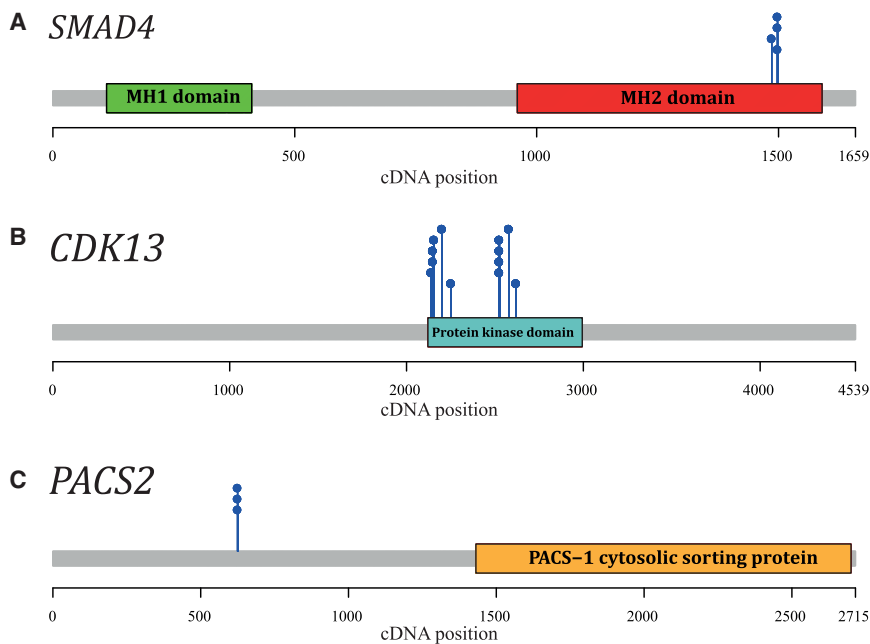 A SMAD4
MH1 domain MH2 domain
0 500 1000 1500 1659
cDNA position
B CDK13
Protein kinase domain
0 1000 2000 3000 4000 4539
cDNA position
C PACS2
PACS−1 cytosolic sorting protein
0 500 1000 1500 2000 2500 2715
cDNA position